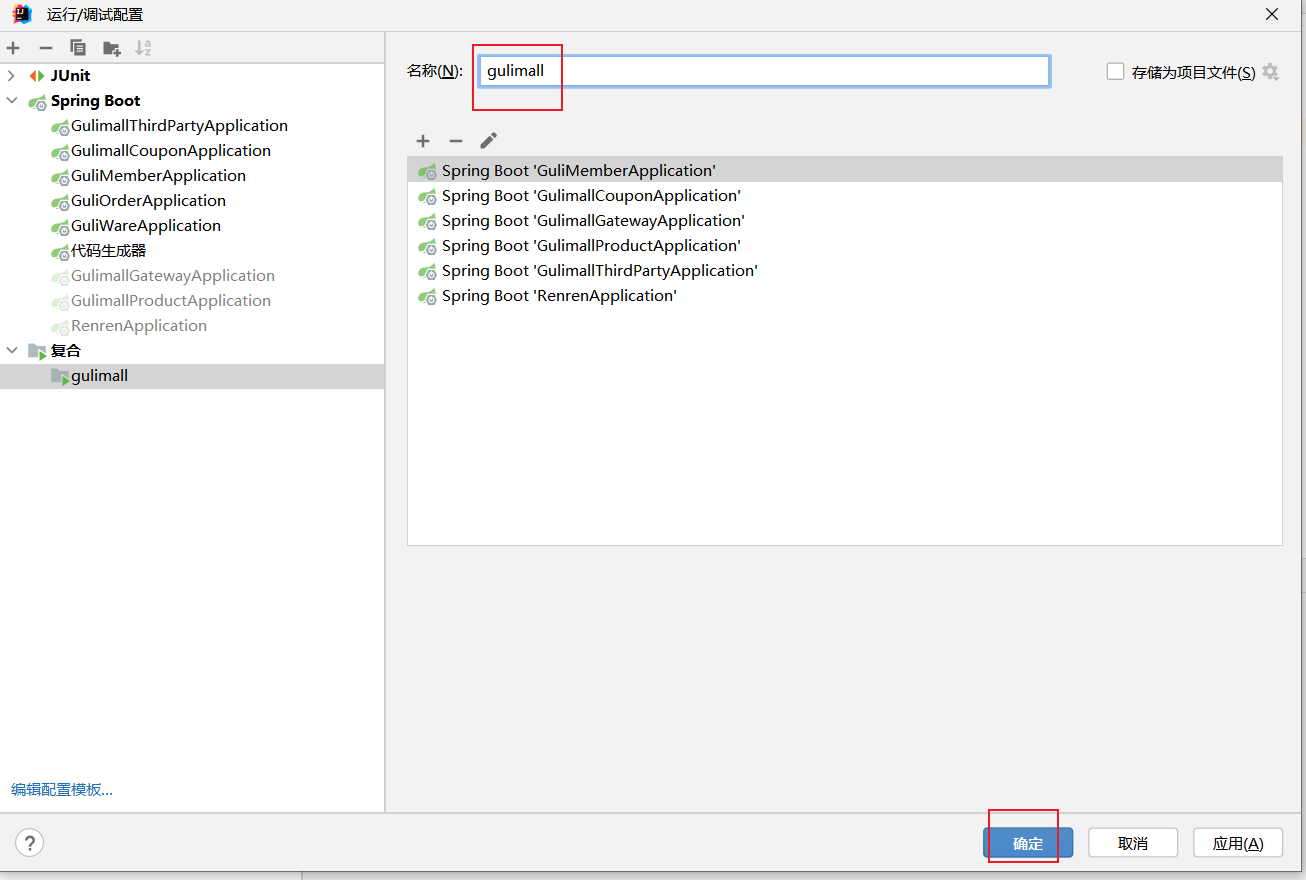 运行/调试配置
JUnit
Spring Boot
GulimallThirdPartyApplication
GulimallCouponApplication
GuliMemberApplication
GuliOrderApplication
GuliWareApplication
代码生成器
GulimallGatewayApplication
GulimallProductApplication
RenrenApplication
复合
gulimall
编辑配置模板...
名称(N): gulimall 存储为项目文件(S)
Spring Boot 'GuliMemberApplication'
Spring Boot 'GulimallCouponApplication'
Spring Boot 'GulimallGatewayApplication'
Spring Boot 'GulimallProductApplication'
Spring Boot 'GulimallThirdPartyApplication'
Spring Boot 'RenrenApplication'
? 确定 取消 应用(A)